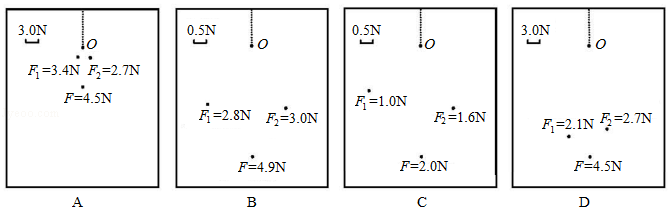 3.0N
O
F₁=3.4N F₂=2.7N
F=4.5N
A
0.5N
O
F₁=2.8N
F₂=3.0N
F=4.9N
B
0.5N
O
F₁=1.0N
F₂=1.6N
F=2.0N
C
3.0N
O
F₁=2.1N F₂=2.7N
F=4.5N
D